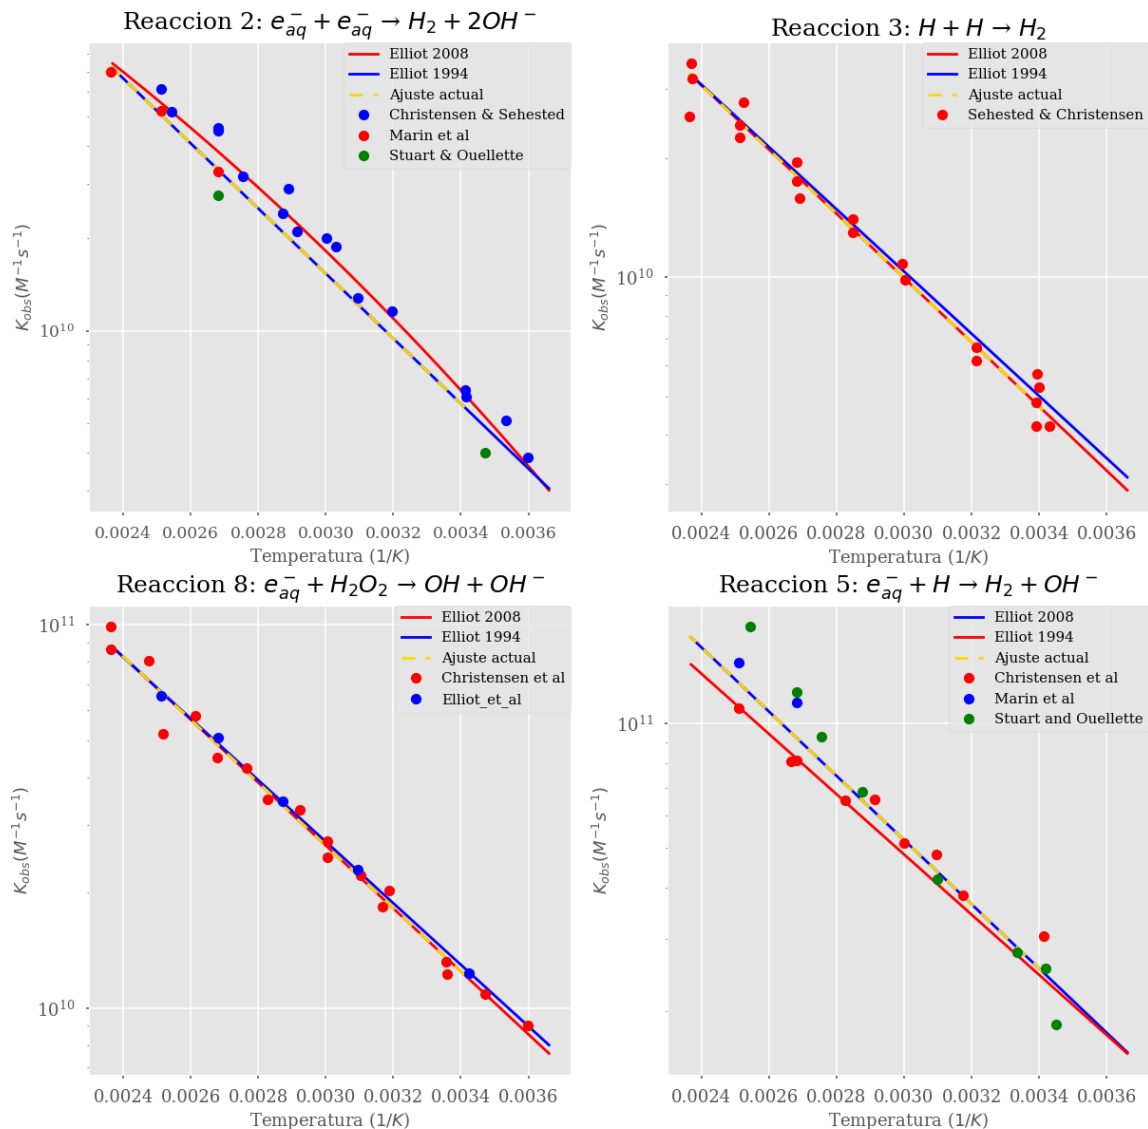 Reaccion 2: $e_{aq}^- + e_{aq}^- → H_2 + 2OH^-$
Elliot 2008
Elliot 1994
Ajuste actual
Christensen & Sehested
Marin et al
Stuart & Ouellette
$K_{obs}(M^{-1}s^{-1})$
$10^{10}$
0.0024 0.0026 0.0028 0.0030 0.0032 0.0034 0.0036
Temperatura (1/K)
Reaccion 3: $H + H → H_2$
Elliot 2008
Elliot 1994
Ajuste actual
Sehested & Christensen
$K_{obs}(M^{-1}s^{-1})$
$10^{10}$
0.0024 0.0026 0.0028 0.0030 0.0032 0.0034 0.0036
Temperatura (1/K)
Reaccion 8: $e_{aq}^- + H_2O_2 → OH + OH^-$
Elliot 2008
Elliot 1994
Ajuste actual
Christensen et al
Elliot_et_al
$K_{obs}(M^{-1}s^{-1})$
$10^{11}$
$10^{10}$
0.0024 0.0026 0.0028 0.0030 0.0032 0.0034 0.0036
Temperatura (1/K)
Reaccion 5: $e_{aq}^- + H → H_2 + OH^-$
Elliot 2008
Elliot 1994
Ajuste actual
Christensen et al
Marin et al
Stuart and Ouellette
$K_{obs}(M^{-1}s^{-1})$
$10^{11}$
0.0024 0.0026 0.0028 0.0030 0.0032 0.0034 0.0036
Temperatura (1/K)